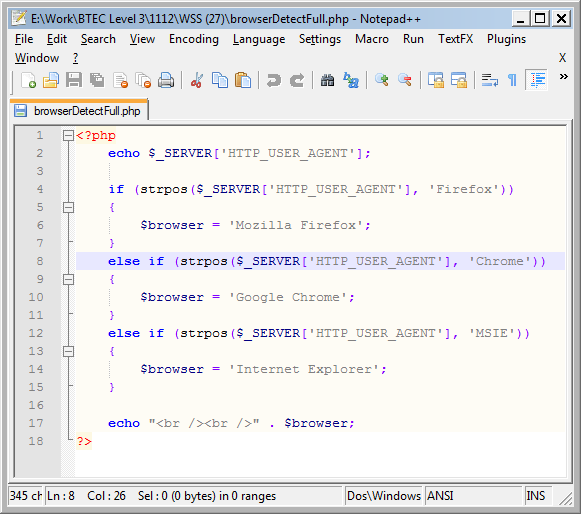 E:\Work\BTEC Level 3\1112\WSS (27)\browserDetectFull.php - Notepad++
File Edit Search View Encoding Language Settings Macro Run TextFX Plugins
Window ? X
browserDetectFull.php
1 <?php
2 echo $_SERVER['HTTP_USER_AGENT'];
3
4 if (strpos($_SERVER['HTTP_USER_AGENT'], 'Firefox'))
5 {
6 $browser = 'Mozilla Firefox';
7 }
8 else if (strpos($_SERVER['HTTP_USER_AGENT'], 'Chrome'))
9 {
10 $browser = 'Google Chrome';
11 }
12 else if (strpos($_SERVER['HTTP_USER_AGENT'], 'MSIE'))
13 {
14 $browser = 'Internet Explorer';
15 }
16
17 echo "<br /><br />" . $browser;
18 ?>
345 ch Ln : 8 Col : 26 Sel : 0 (0 bytes) in 0 ranges Dos\Windows ANSI INS